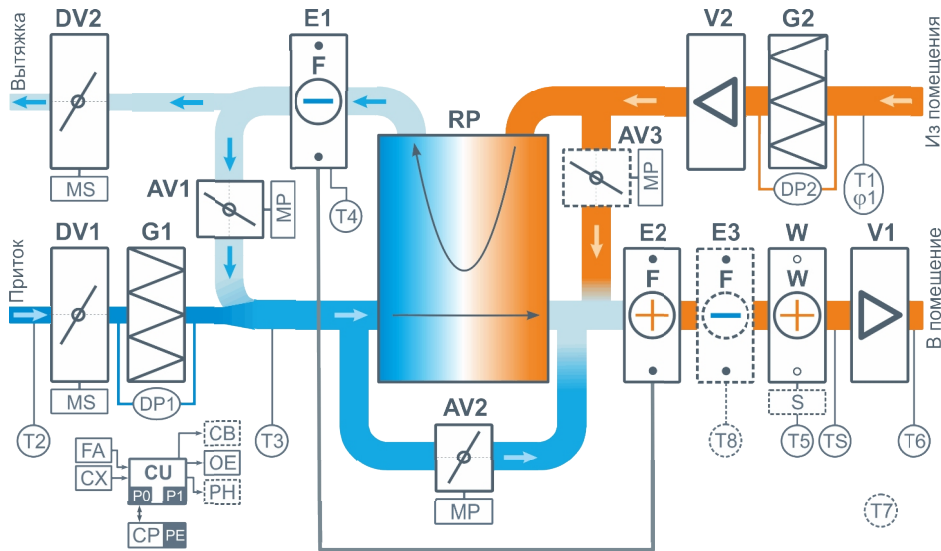 DV2
E1
V2
G2
Вытяжка
F
Из помещения
RP
AV3
MS
AV1
MP
T4
MP
DP2
T1
φ1
DV1
G1
E2
E3
W
V1
Приток
F
F
W
В помещение
MS
DP1
AV2
S
T2
T3
T8
T5
TS
T6
FA
CX
CU
P0
P1
CB
OE
PH
MP
CP
PE
T7